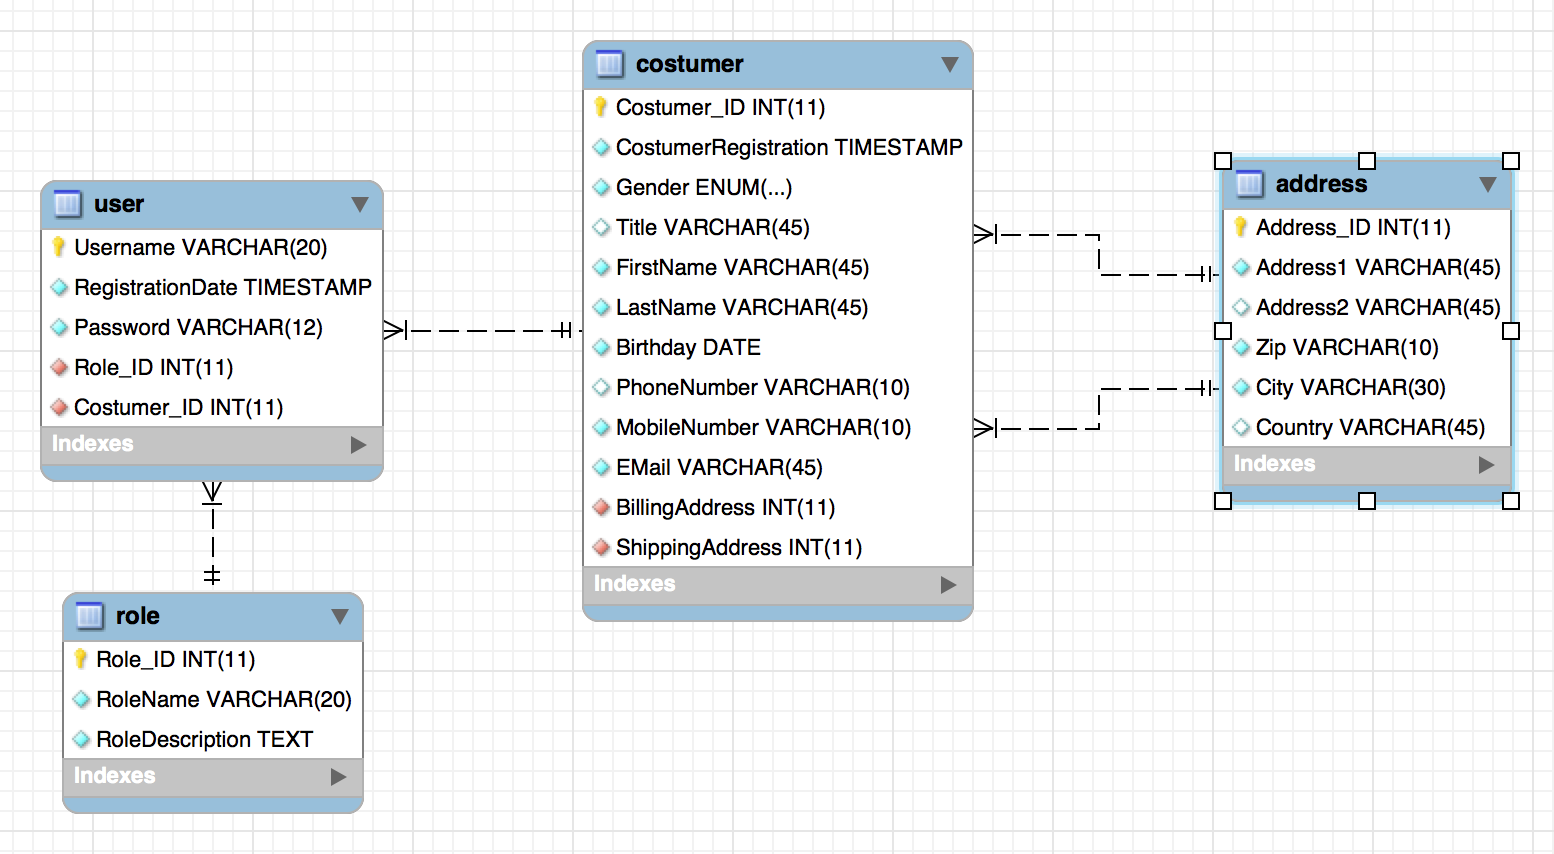 user
Username VARCHAR(20)
RegistrationDate TIMESTAMP
Password VARCHAR(12)
Role_ID INT(11)
Costumer_ID INT(11)
Indexes
role
Role_ID INT(11)
RoleName VARCHAR(20)
RoleDescription TEXT
Indexes
costumer
Costumer_ID INT(11)
CostumerRegistration TIMESTAMP
Gender ENUM(...)
Title VARCHAR(45)
FirstName VARCHAR(45)
LastName VARCHAR(45)
Birthday DATE
PhoneNumber VARCHAR(10)
MobileNumber VARCHAR(10)
EMail VARCHAR(45)
BillingAddress INT(11)
ShippingAddress INT(11)
Indexes
address
Address_ID INT(11)
Address1 VARCHAR(45)
Address2 VARCHAR(45)
Zip VARCHAR(10)
City VARCHAR(30)
Country VARCHAR(45)
Indexes